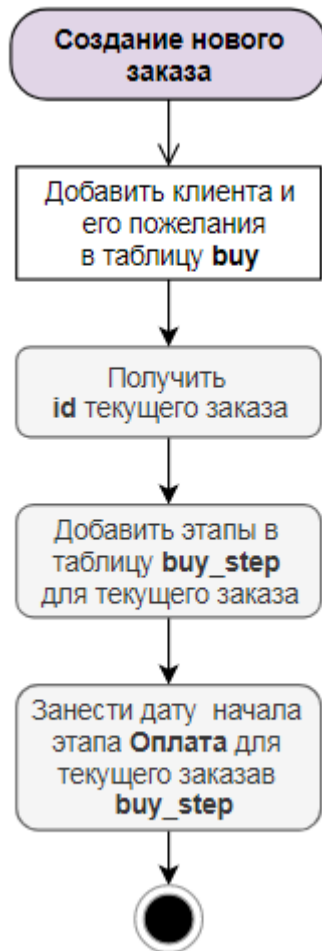 Создание нового
заказа
Добавить клиента и
его пожелания
в таблицу buy
Получить
id текущего заказа
Добавить этапы в
таблицу buy_step
для текущего заказа
Занести дату начала
этапа Оплата для
текущего заказав
buy_step